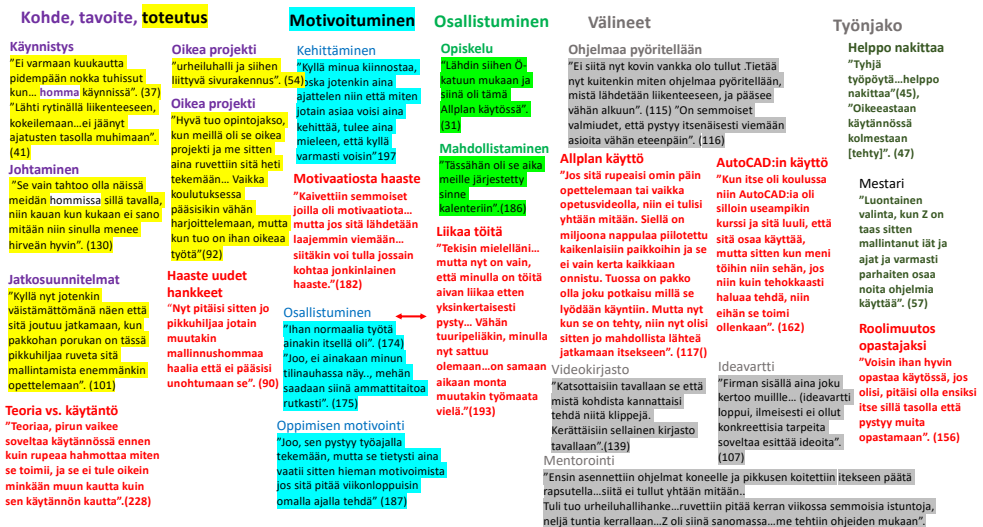 Kohde, tavoite, toteutus
Käynnistys
"Ei varmaan kuukautta
pidempään nokka tuhissut
kun… homma käynnissä". (37)
"Lähti rytinällä liikenteeseen,
kokeilemaan…ei jäänyt
ajatusten tasolla muhimaan".
(41)
Johtaminen
"Se vain tahtoo olla näissä
meidän hommissa sillä tavalla,
niin kauan kun kukaan ei sano
mitään niin sinulla menee
hirveän hyvin". (130)
Jatkosuunnitelmat
"Kyllä nyt jotenkin
väistämättömänä näen että
sitä joutuu jatkamaan, kun
pakkohan porukan on tässä
pikkuhiljaa ruveta sitä
mallintamista enemmänkin
opettelemaan". (101)
Teoria vs. käytäntö
"Teoriaa, pirun vaikee
soveltaa käytännössä ennen
kuin rupeaa hahmottaa miten
se toimii, ja se ei tule oikein
minkään muun kautta kuin
sen käytännön kautta".(228)
Oikea projekti
"urheiluhalli ja siihen
liittyvä sivurakennus". (54)
Oikea projekti
"Hyvä tuo opintojakso,
kun meillä oli se oikea
projekti ja me sitten
aina ruvettiin sitä heti
tekemään… Vaikka
koulutuksessa
pääsisikin vähän
harjoittelemaan, mutta
kun tuo on ihan oikeaa
työtä"(92)
Haaste uudet
hankkeet
"Nyt pitäisi sitten jo
pikkuhiljaa jotain
muutakin
mallinnushommaa
haalia että ei pääsisi
unohtumaan se". (90)
Motivoituminen
Kehittäminen
"Kyllä minua kiinnostaa,
koska jotenkin aina
ajattelen niin että miten
jotain asiaa voisi aina
kehittää, tulee aina
mieleen, että kyllä
varmasti voisin"197
Motivaatiosta haaste
"Kaivettiin semmoiset
joilla oli motivaatiota…
mutta jos sitä lähdetään
laajemmin viemään…
siitäkin voi tulla jossain
kohtaa jonkinlainen
haaste."(182)
Osallistuminen
"Ihan normaalia työtä
ainakin itsellä oli". (174)
"Joo, ei ainakaan minun
tilinauhassa näy.., mehän
saadaan siinä ammattitaitoa
rutkasti". (175)
Oppimisen motivointi
"Joo, sen pystyy työajalla
tekemään, mutta se tietysti aina
vaatii sitten hieman motivoimista
jos sitä pitää viikonloppuisin
omalla ajalla tehdä" (187)
Osallistuminen
Opiskelu
"Lähdin siihen Ö-
katuun mukaan ja
siinä oli tämä
Allplan käytössä".
(31)
Mahdollistaminen
"Tässähän oli se aika
meille järjestetty
sinne
kalenteriin".(186)
Liikaa töitä
"Tekisin mielelläni…
mutta nyt on vain,
että minulla on töitä
aivan liikaa etten
yksinkertaisesti
pysty… Vähän
tuuripeliäkin, minulla
nyt sattui
olemaan…on samaan
aikaan monta
muutakin työmaata
vielä."(193)
Välineet
Ohjelmaa pyöritellään
"Ei siitä nyt kovin vankka olo tullut .Tietää
nyt kuitenkin miten ohjelmaa pyöritellään,
mistä lähdetään liikenteeseen, ja pääsee
vähän alkuun". (115) "On semmoiset
valmiudet, että pystyy itsenäisesti viemään
asioita vähän eteenpäin". (116)
Allplan käyttö
"Jos sitä rupeaisi omin päin
opettelemaan tai vaikka
opetusvideolla, niin ei tulisi
yhtään mitään. Siellä on
miljoona nappulaa piilotettu
kaikenlaisiin paikkoihin ja se
ei vain kerta kaikkiaan
onnistu. Tuossa on pakko
olla joku potkaisu millä se
lyödään käyntiin. Mutta nyt
kun se on tehty, niin nyt olisi
sitten jo mahdollista lähteä
jatkamaan itsekseen". (117()
AutoCAD:in käyttö
"Kun itse oli koulussa
niin AutoCAD:ia oli
silloin useampikin
kurssi ja sitä luuli, että
sitä osaa käyttää,
mutta sitten kun meni
töihin niin sehän, jos
niin kuin tehokkaasti
haluaa tehdä, niin
eihän se toimi
ollenkaan". (162)
Videokirjasto
"Katsottaisiin tavallaan se että
mistä kohdista kannattaisi
tehdä niitä klippejä.
Kerättäisiin sellainen kirjasto
tavallaan".(139)
Ideavartti
"Firman sisällä aina joku
kertoo muillle… (ideavartti
loppui, ilmeisesti ei ollut
konkreettisia tarpeita
soveltaa esittää ideoita".
(107)
Mentorointi
"Ensin asennettiin ohjelmat koneelle ja pikkusen koitettiin itekseen päätä
raapsutella…siitä ei tullut yhtään mitään..
Tuli tuo urheiluhallihanke…ruvettiin pitää kerran viikossa semmoisia istuntoja,
neljä tuntia kerrallaan…Z oli siinä sanomassa…me tehtiin ohjeiden mukaan".
Työnjako
Helppo nakittaa
"Tyhjä
työpöytä…helppo
nakittaa"(45),
"Oikeastaan
käytännössä
kolmestaan
[tehty]". (47)
Mestari
"Luontainen
valinta, kun Z on
taas sitten
mallintanut iät ja
ajat ja varmasti
parhaiten osaa
noita ohjelmia
käyttää". (57)
Roolimuutos
opastajaksi
"Voisin ihan hyvin
opastaa käytössä, jos
olisi, pitäisi olla ensiksi
itse sillä tasolla että
pystyy muita
opastamaan". (156)